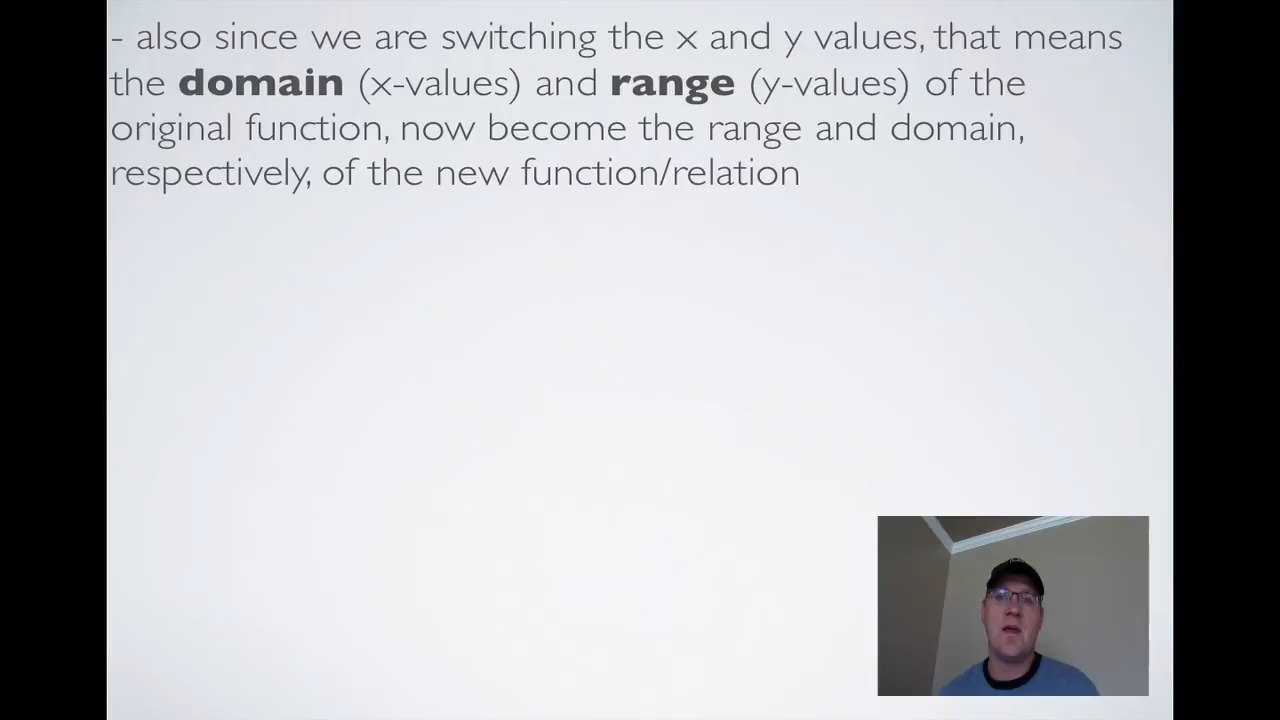 - also since we are switching the x and y values, that means
the domain (x-values) and range (y-values) of the
original function, now become the range and domain,
respectively, of the new function/relation